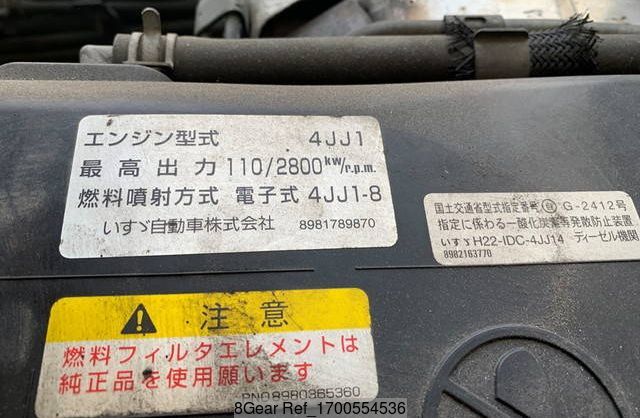 エンジン型式 4JJ1
最高出力 110/2800 kW/r.p.m.
燃料噴射方式 電子式 4JJ1-8
いすゞ自動車株式会社 8981789870
国土交通省型式指定番号 G-2412号
指定に係わる一酸化炭素等発散防止装置
いすゞH22-IDC-4JJ14 ディーゼル機関
8982163770
注意
燃料フィルタエレメントは
純正品を使用願います
PNO8980365360
8Gear Ref_1700554536